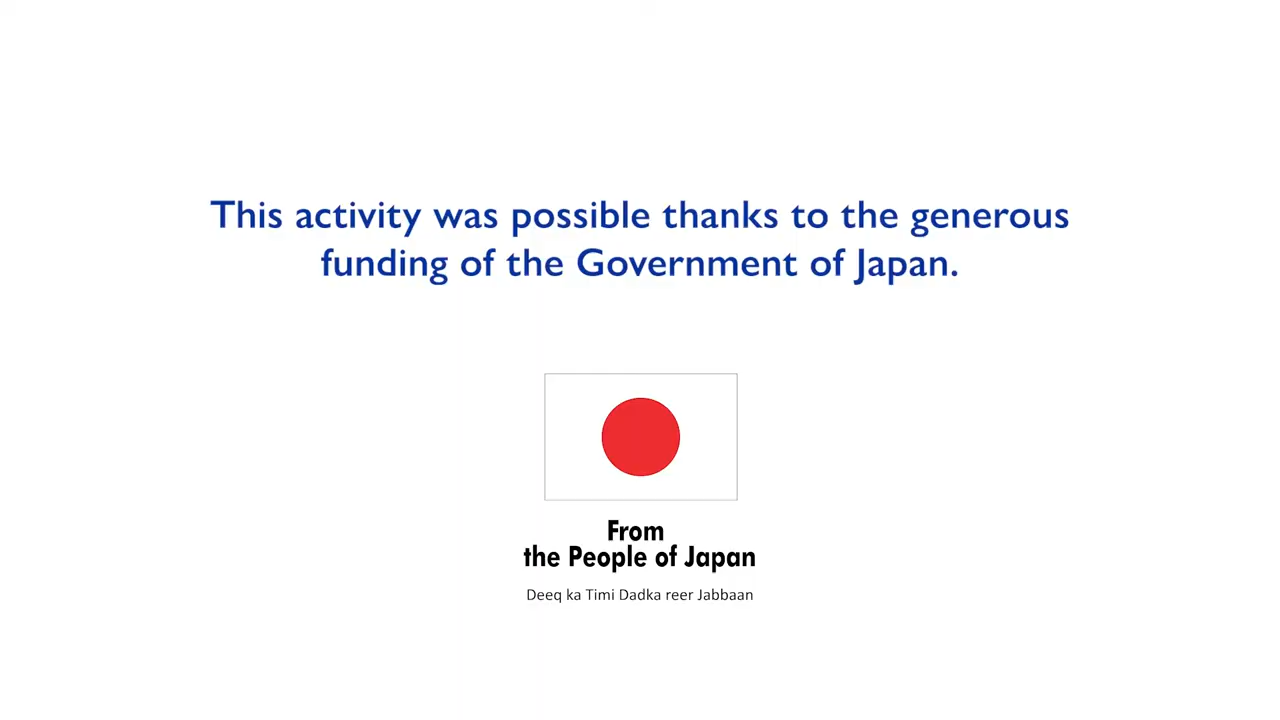 This activity was possible thanks to the generous
funding of the Government of Japan.
From
the People of Japan
Deeq ka Timi Dadka reer Jabbaan